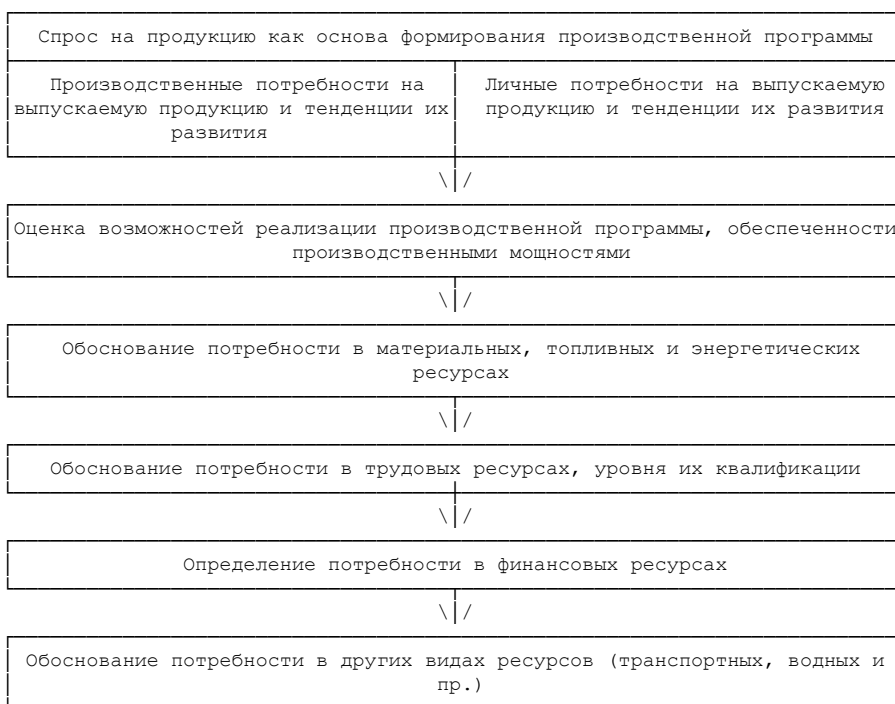 Спрос на продукцию как основа формирования производственной программы
Производственные потребности на
выпускаемую продукцию и тенденции их
развития
Личные потребности на выпускаемую
продукцию и тенденции их развития
Оценка возможностей реализации производственной программы, обеспеченности
производственными мощностями
Обоснование потребности в материальных, топливных и энергетических
ресурсах
Обоснование потребности в трудовых ресурсах, уровня их квалификации
Определение потребности в финансовых ресурсах
Обоснование потребности в других видах ресурсов (транспортных, водных и
пр.)